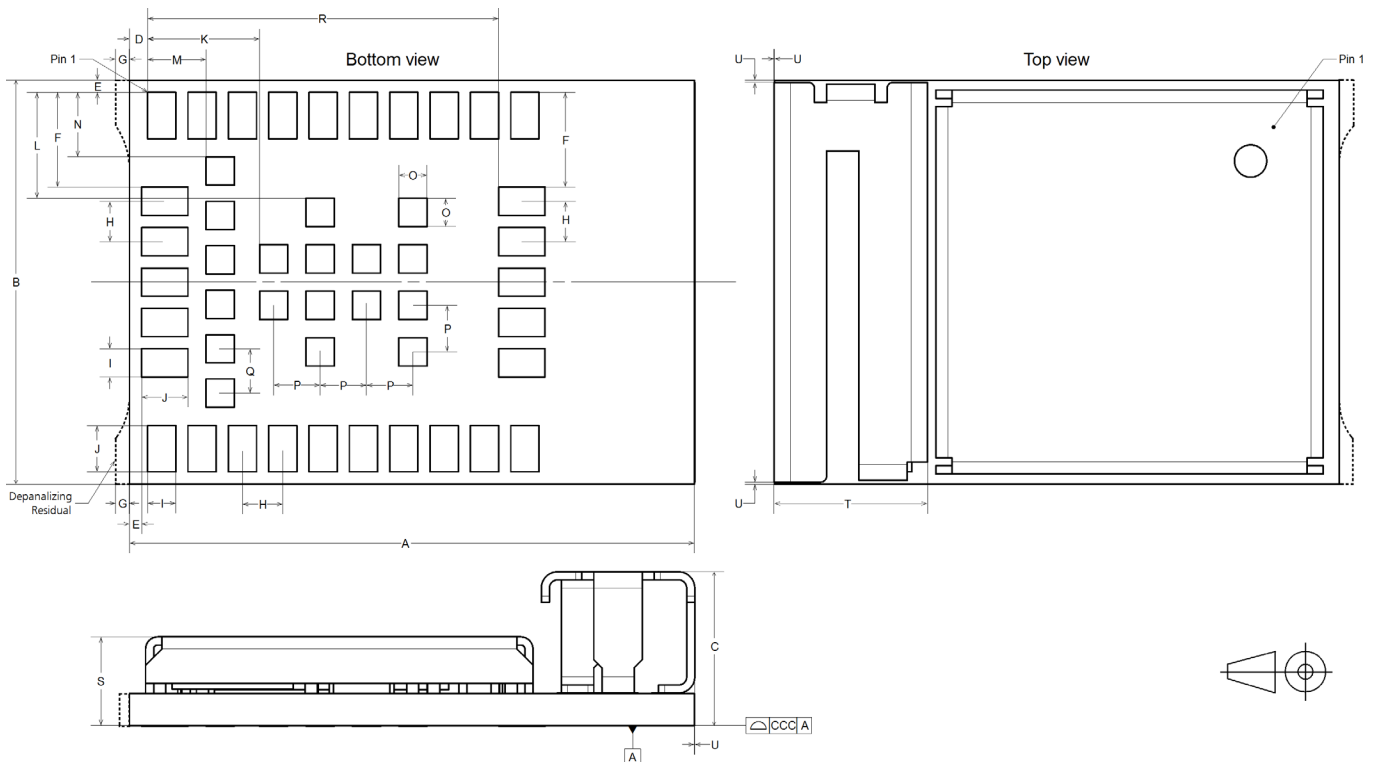 R
D K
G M
Pin 1
Bottom view
U U
Top view
Pin 1
E
N
F
L
F
O
O
H
H
B
P
I
Q
P P P
J
J
Depanalizing
Residual
G I
H
E
A
U
T
C
S
CCC A
U
A